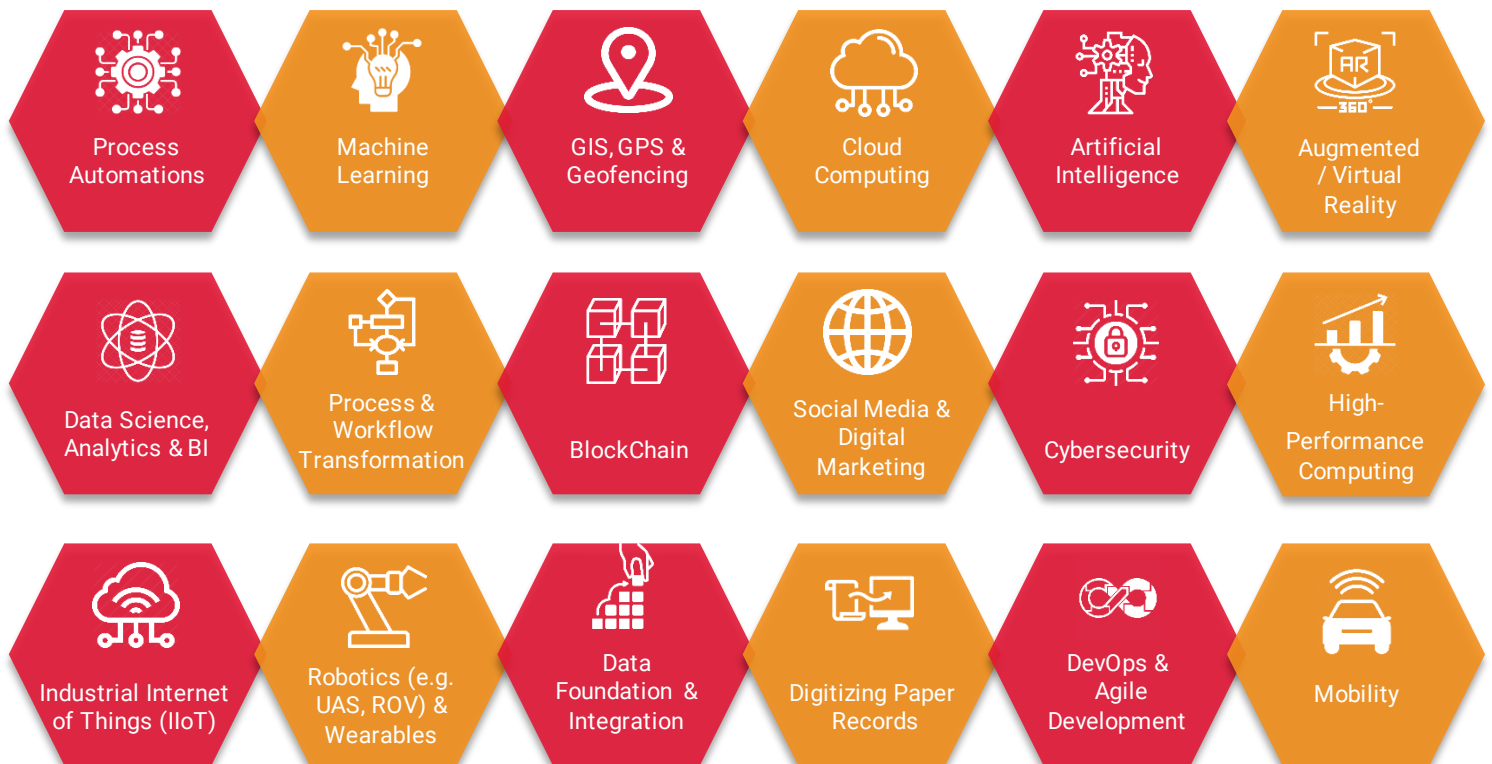 Process
Automations
Machine
Learning
GIS, GPS &
Geofencing
Cloud
Computing
Artificial
Intelligence
AR
360°
Augmented
/ Virtual
Reality
Data Science,
Analytics & BI
Process &
Workflow
Transformation
BlockChain
Social Media &
Digital
Marketing
Cybersecurity
High-
Performance
Computing
Industrial Internet
of Things (IIoT)
Robotics (e.g.
UAS, ROV) &
Wearables
Data
Foundation &
Integration
Digitizing Paper
Records
DevOps &
Agile
Development
Mobility